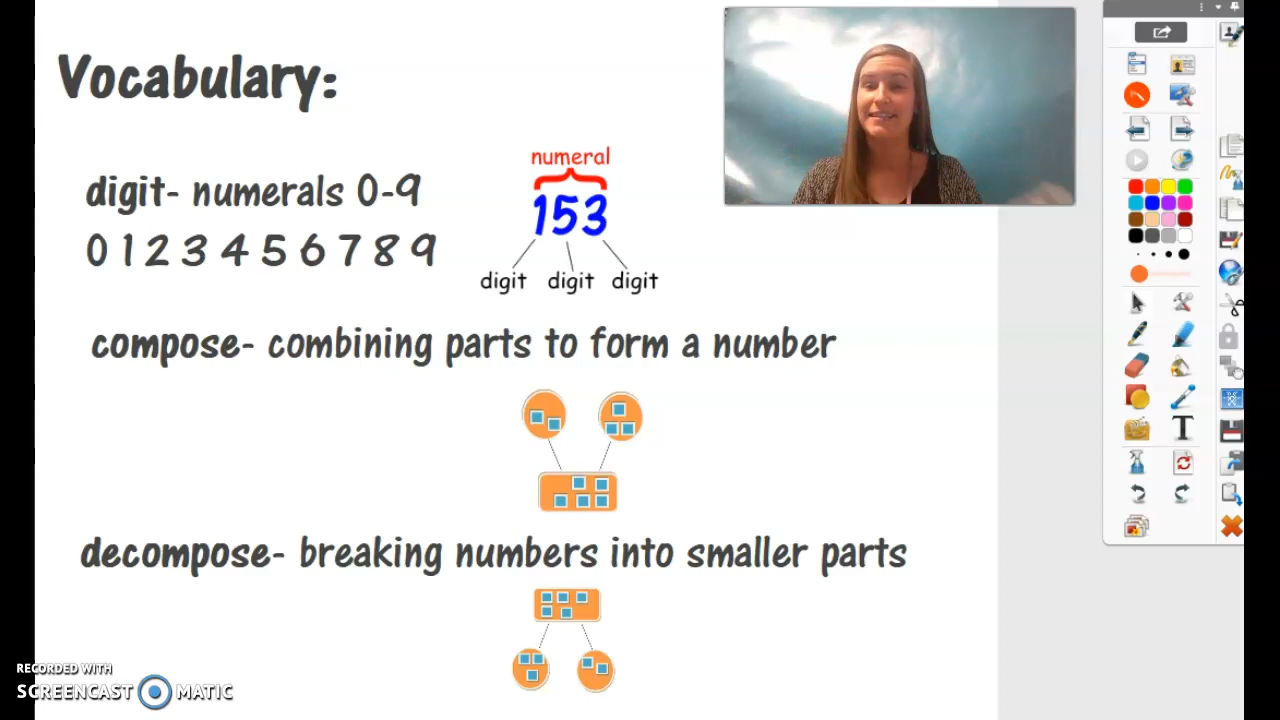 Vocabulary:
numeral
digit- numerals 0-9
153
0 1 2 3 4 5 6 7 8 9
digit digit digit
compose- combining parts to form a number
decompose- breaking numbers into smaller parts
RECORDED WITH
SCREENCAST MATIC
T